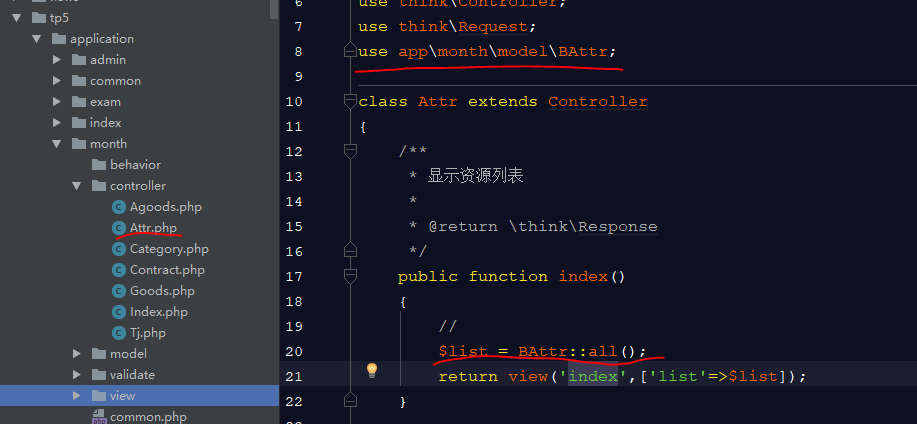 tp5
application
admin
common
exam
index
month
behavior
controller
Agoods.php
Attr.php
Category.php
Contract.php
Goods.php
Index.php
Tj.php
model
validate
view
common.php
6 use think\Controller;
7 use think\Request;
8 use app\month\model\BAttr;
9
10 class Attr extends Controller
11 {
12 /**
13 * 显示资源列表
14 *
15 * @return \think\Response
16 */
17 public function index()
18 {
19 //
20 $list = BAttr::all();
21 return view('index',['list'=>$list]);
22 }